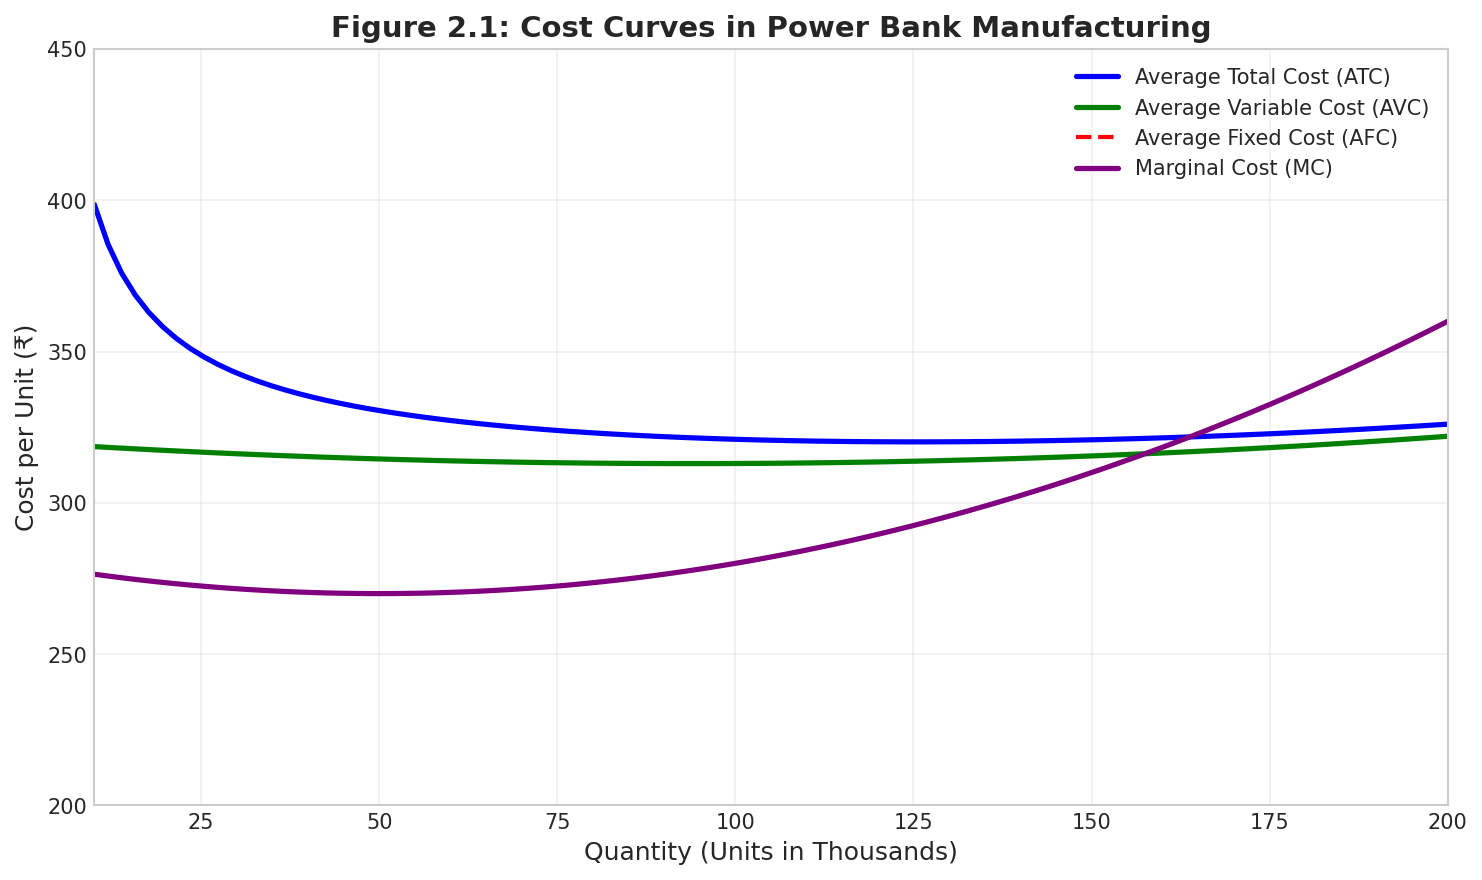 Figure 2.1: Cost Curves in Power Bank Manufacturing
450
400
350
300
250
200
Cost per Unit (₹)
Average Total Cost (ATC)
Average Variable Cost (AVC)
Average Fixed Cost (AFC)
Marginal Cost (MC)
25 50 75 100 125 150 175 200
Quantity (Units in Thousands)